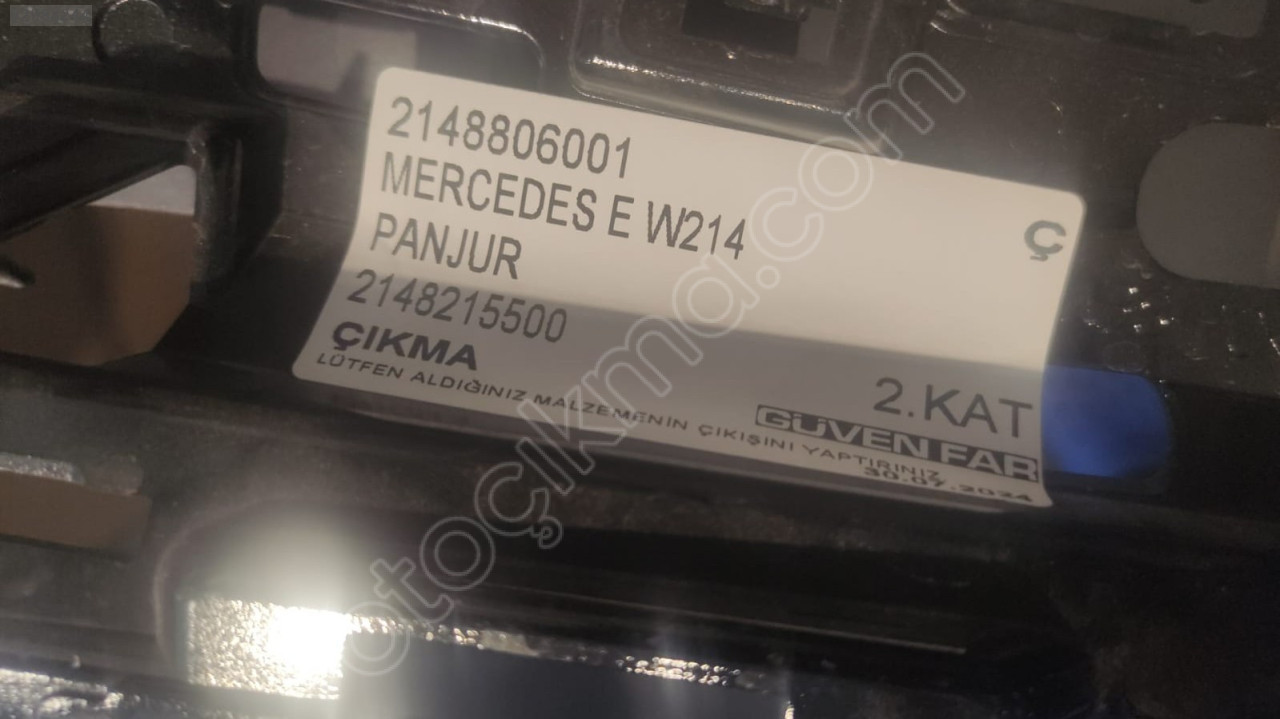 2148806001
MERCEDES E W214
Ç
PANJUR
2148215500
ÇIKMA
2.KAT
LÜTFEN ALDIĞINIZ MALZEMENİN ÇIKIŞINI YAPTIRINIZ
GÜVEN FAR
30.07.2024
otoçıkma.com